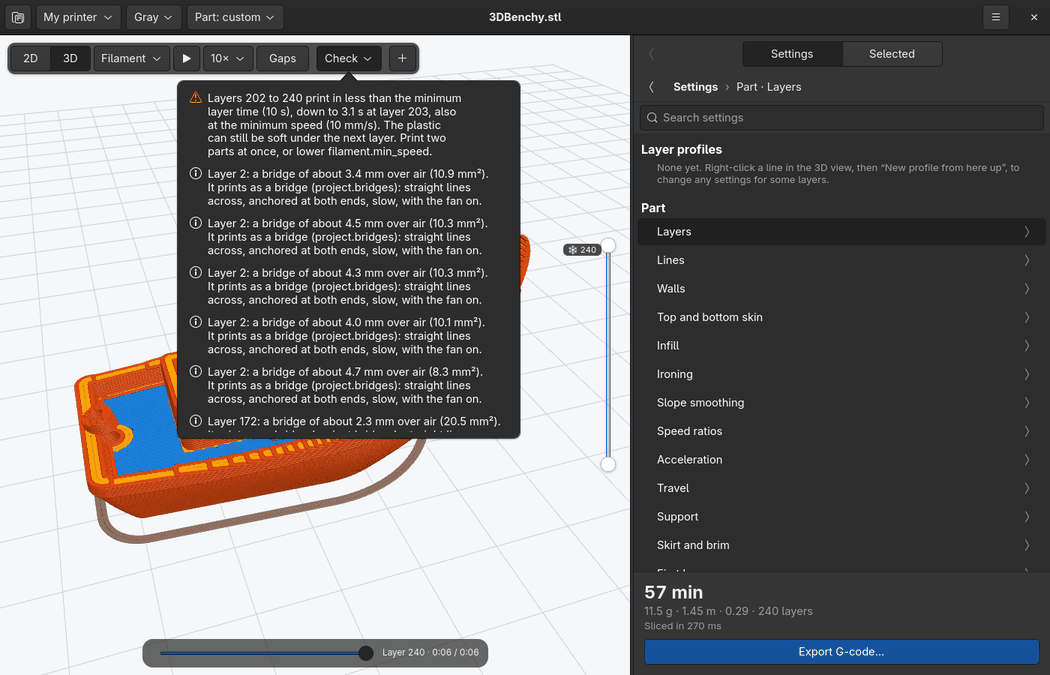 My printer
Gray
Part: custom
3DBenchy.stl
2D
3D
Filament
10×
Gaps
Check
Settings
Selected
Settings
Part · Layers
Search settings
Layers 202 to 240 print in less than the minimum
layer time (10 s), down to 3.1 s at layer 203, also
at the minimum speed (10 mm/s). The plastic
can still be soft under the next layer. Print two
parts at once, or lower filament.min_speed.
Layer 2: a bridge of about 3.4 mm over air (10.9 mm²).
It prints as a bridge (project.bridges): straight lines
across, anchored at both ends, slow, with the fan on.
Layer 2: a bridge of about 4.5 mm over air (10.3 mm²).
It prints as a bridge (project.bridges): straight lines
across, anchored at both ends, slow, with the fan on.
Layer 2: a bridge of about 4.3 mm over air (10.3 mm²).
It prints as a bridge (project.bridges): straight lines
across, anchored at both ends, slow, with the fan on.
Layer 2: a bridge of about 4.0 mm over air (10.1 mm²).
It prints as a bridge (project.bridges): straight lines
across, anchored at both ends, slow, with the fan on.
Layer 2: a bridge of about 4.7 mm over air (8.3 mm²).
It prints as a bridge (project.bridges): straight lines
across, anchored at both ends, slow, with the fan on.
Layer 172: a bridge of about 2.3 mm over air (20.5 mm²).
240
Layer 240 · 0:06 / 0:06
Layer profiles
None yet. Right-click a line in the 3D view, then “New profile from here up”, to
change any settings for some layers.
Part
Layers
Lines
Walls
Top and bottom skin
Infill
Ironing
Slope smoothing
Speed ratios
Acceleration
Travel
Support
Skirt and brim
57 min
11.5 g · 1.45 m · 0.29 · 240 layers
Sliced in 270 ms
Export G-code...